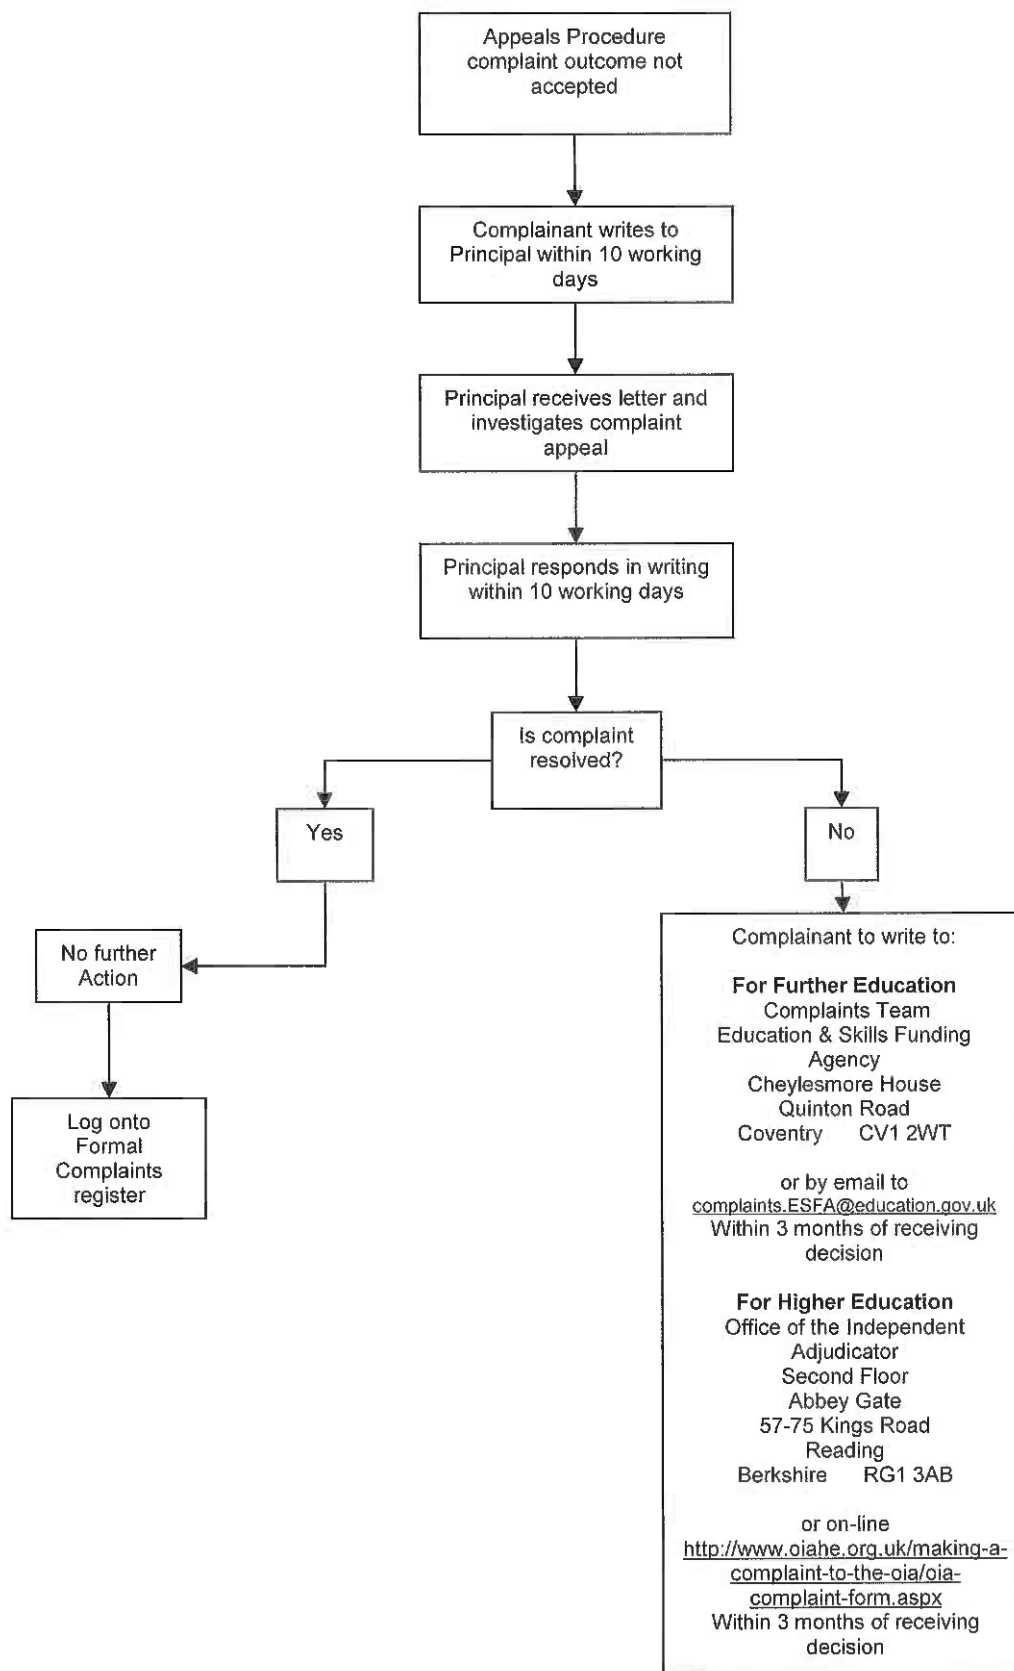 Appeals Procedure
complaint outcome not
accepted
Complainant writes to
Principal within 10 working
days
Principal receives letter and
investigates complaint
appeal
Principal responds in writing
within 10 working days
Is complaint
resolved?
Yes
No
No further
Action
Log onto
Formal
Complaints
register
Complainant to write to:
For Further Education
Complaints Team
Education & Skills Funding
Agency
Cheylesmore House
Quinton Road
Coventry CV1 2WT
or by email to
complaints.ESFA@education.gov.uk
Within 3 months of receiving
decision
For Higher Education
Office of the Independent
Adjudicator
Second Floor
Abbey Gate
57-75 Kings Road
Reading
Berkshire RG1 3AB
or on-line
http://www.oiahe.org.uk/making-a-
complaint-to-the-oia/oia-
complaint-form.aspx
Within 3 months of receiving
decision